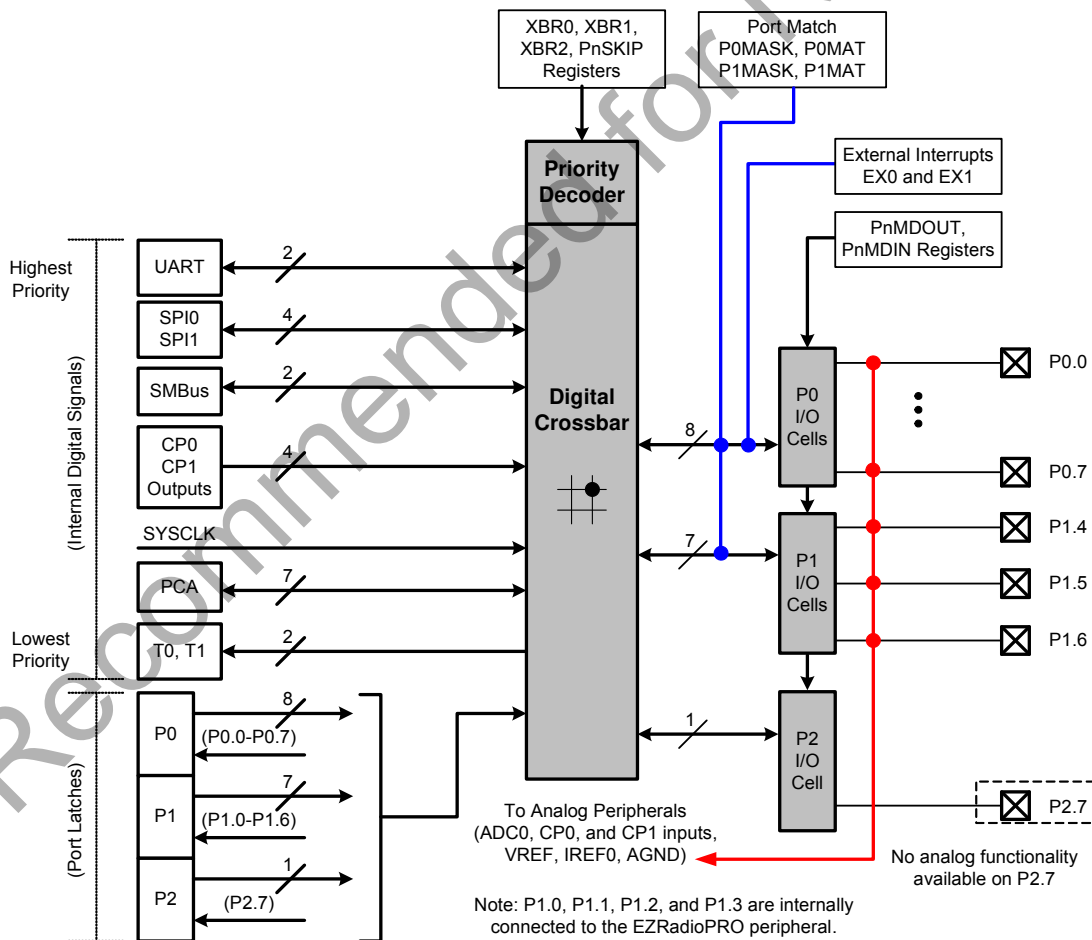 XBR0, XBR1,
XBR2, PnSKIP
Registers
Port Match
P0MASK, P0MAT
P1MASK, P1MAT
External Interrupts
EX0 and EX1
PnMDOUT,
PnMDIN Registers
Priority
Decoder
Digital
Crossbar
Highest
Priority
(Internal Digital Signals)
Lowest
Priority
(Port Latches)
UART
2
SPI0
SPI1
4
SMBus
2
CP0
CP1
Outputs
4
SYSCLK
PCA
7
T0, T1
2
P0
8
(P0.0-P0.7)
P1
7
(P1.0-P1.6)
P2
1
(P2.7)
8
7
1
P0
I/O
Cells
P1
I/O
Cells
P2
I/O
Cell
P0.0
P0.7
P1.4
P1.5
P1.6
P2.7
To Analog Peripherals
(ADC0, CP0, and CP1 inputs,
VREF, IREF0, AGND)
No analog functionality
available on P2.7
Note: P1.0, P1.1, P1.2, and P1.3 are internally
connected to the EZRadioPRO peripheral.
Recommended for